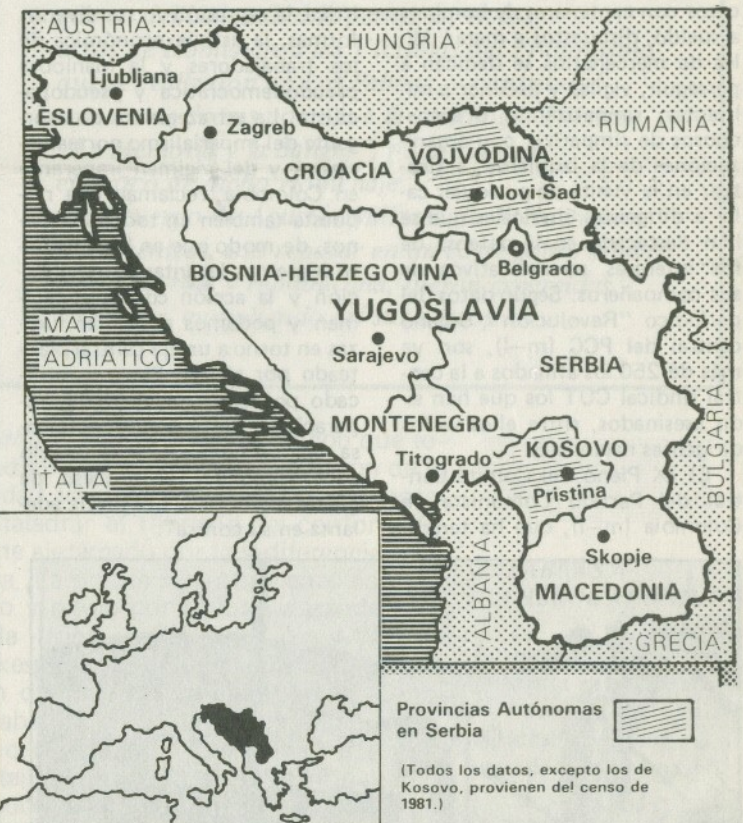 AUSTRIA
HUNGRIA
Ljubljana
ESLOVENIA
Zagreb
RUMANIA
CROACIA
VOJVODINA
Novi-Sad
BOSNIA-HERZEGOVINA
Belgrado
YUGOSLAVIA
MAR
ADRIATICO
Sarajevo
SERBIA
MONTENEGRO
KOSOVO
BULGARIA
ITALIA
Titogrado
Pristina
ALBANIA
Skopje
MACEDONIA
GRECIA
Provincias Autónomas
en Serbia
(Todos los datos, excepto los de
Kosovo, provienen del censo de
1981.)